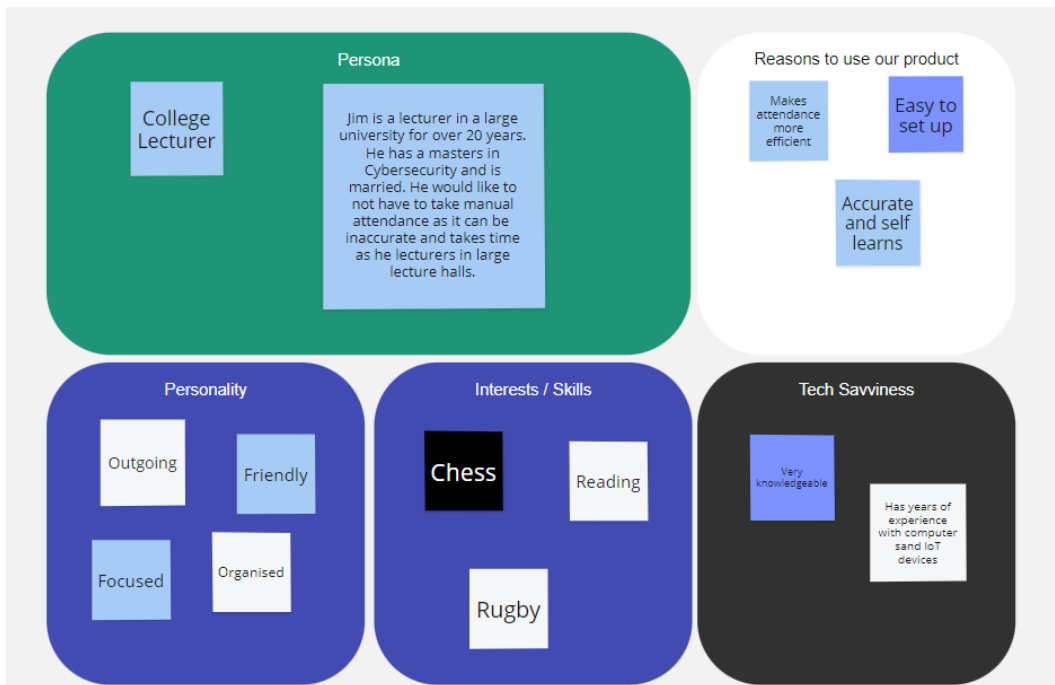 Persona
College
Lecturer
Jim is a lecturer in a large
university for over 20 years.
He has a masters in
Cybersecurity and is
married. He would like to
not have to take manual
attendance as it can be
inaccurate and takes time
as he lecturers in large
lecture halls.
Reasons to use our product
Makes
attendance
more
efficient
Easy to
set up
Accurate
and self
learns
Personality
Outgoing
Friendly
Focused
Organised
Interests / Skills
Chess
Reading
Rugby
Tech Savviness
Very
knowledgeable
Has years of
experience
with computer
sand IoT
devices